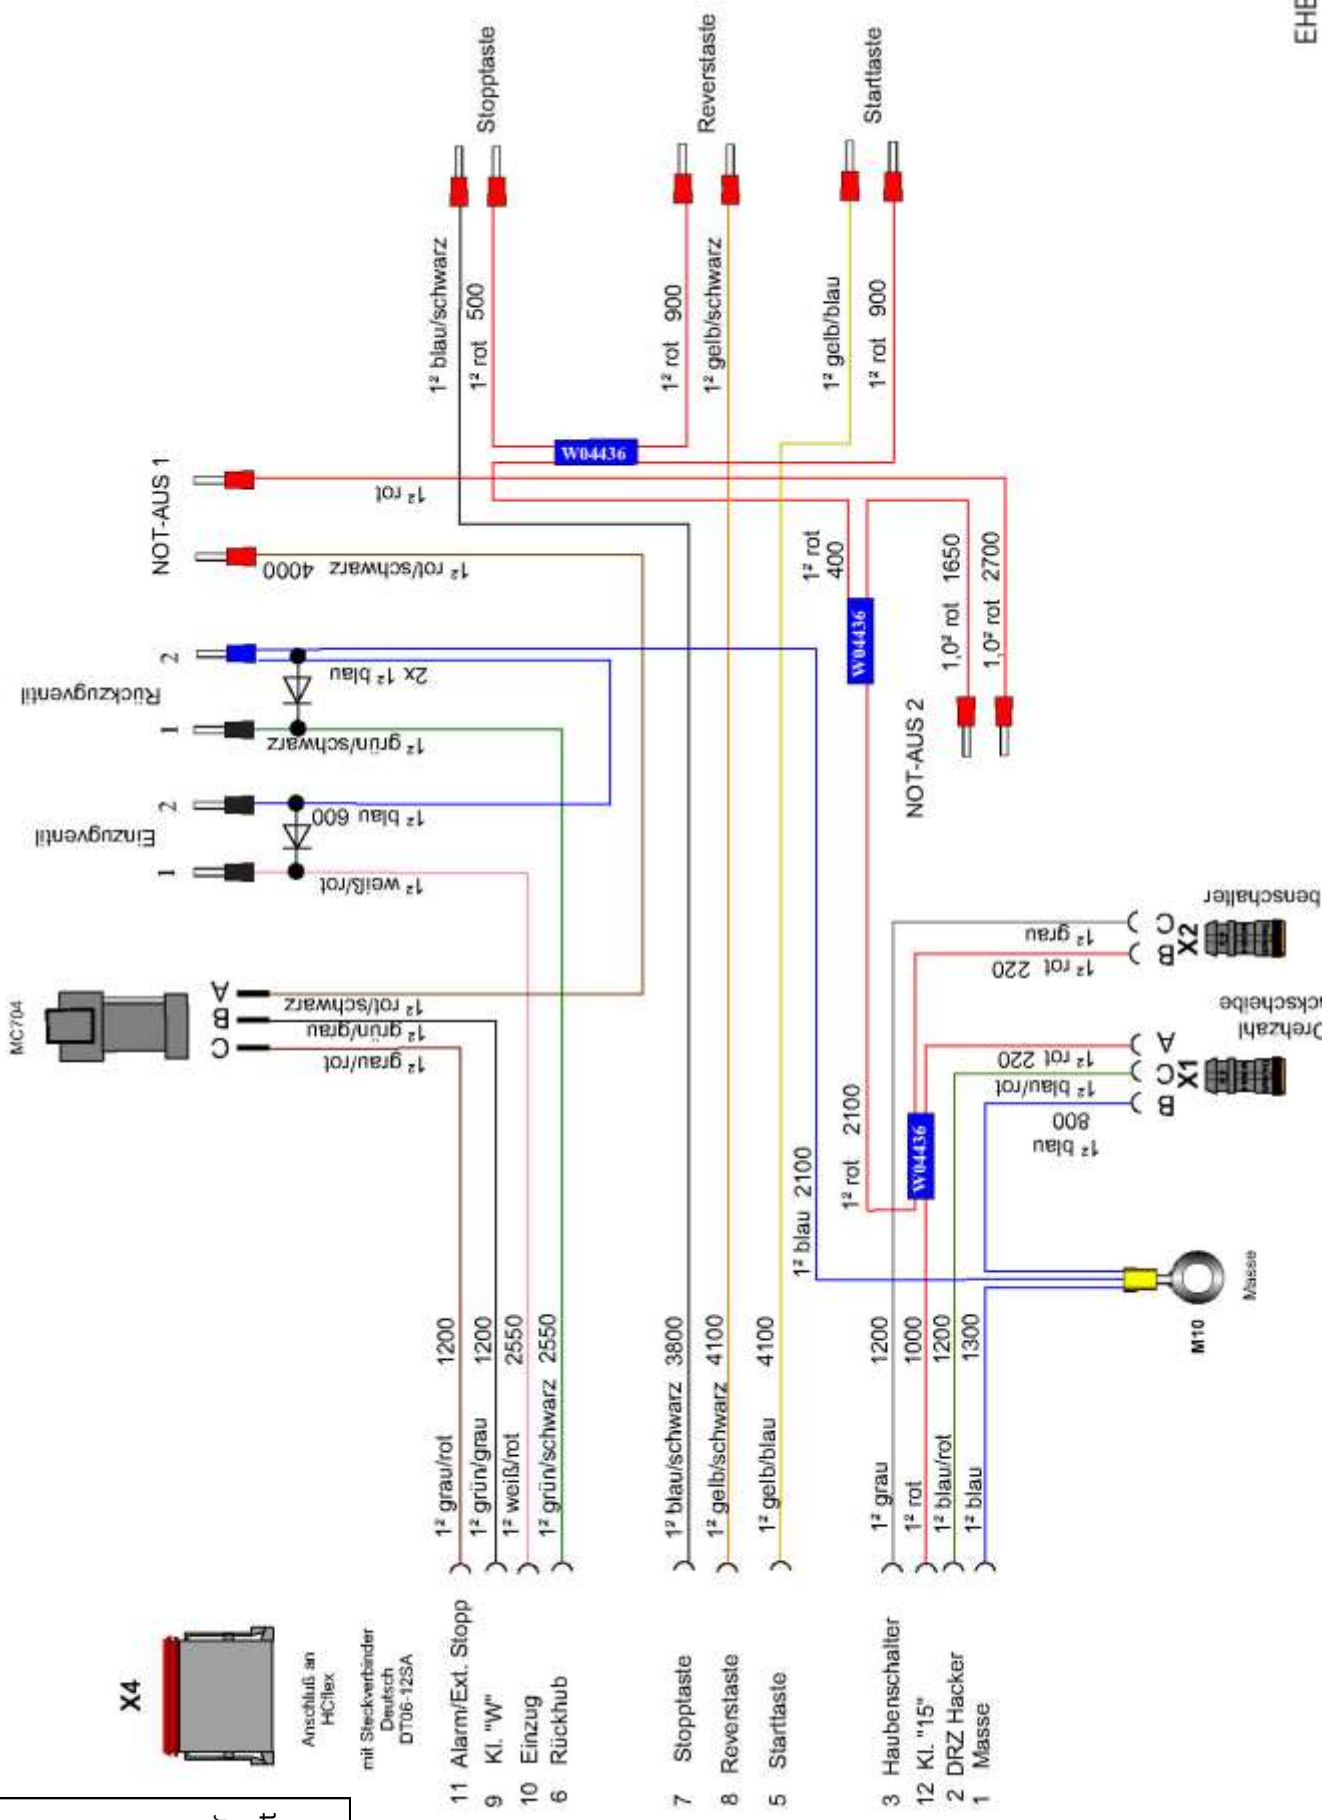 X4
Anschluß an
HCflex
mit Steckverbinder
Deutsch
DT06-12SA
11 Alarm/Ext. Stopp
9 Kl. "W"
10 Einzug
6 Rückhub
7 Stopptaste
8 Reverstaste
5 Starttaste
3 Haubenschalter
12 Kl. "15"
2 DRZ Hacker
1 Masse
1² grau/rot 1200
1² grün/grau 1200
1² weiß/rot 2550
1² grün/schwarz 2550
1² blau/schwarz 3800
1² gelb/schwarz 4100
1² gelb/blau 4100
1² grau 1200
1² rot 1000
1² blau/rot 1200
1² blau 1300
MC704
C
B
A
1² grau/rot
1² grün/grau
1² rot/schwarz
Einzugventil
1
2
1² weiß/rot
1² blau 600
Rückzugventil
1
2
1² grün/schwarz
2x 1² blau
NOT-AUS 1
1² rot/schwarz 4000
1² rot
1² blau/schwarz
1² rot 500
Stopptaste
W04436
1² rot 900
1² gelb/schwarz
Reverstaste
1² gelb/blau
1² rot 900
Starttaste
1² rot
400
W04436
1,0² rot 1650
1,0² rot 2700
NOT-AUS 2
1² blau 2100
1² rot 2100
W04436
M10
Masse
1² blau
800
1² blau/rot
1² rot 220
B
C
A
X1
Drehzahl
ckscheibe
1² rot 220
1² grau
B
C
X2
benschalter
EHB